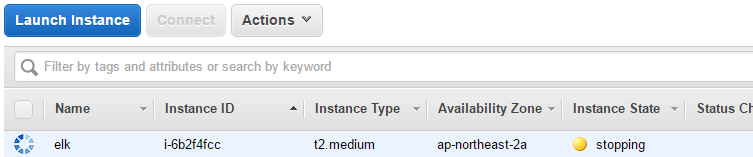 Launch Instance Connect Actions
Filter by tags and attributes or search by keyword
Name Instance ID Instance Type Availability Zone Instance State Status Ch
elk i-6b2f4fcc t2.medium ap-northeast-2a stopping